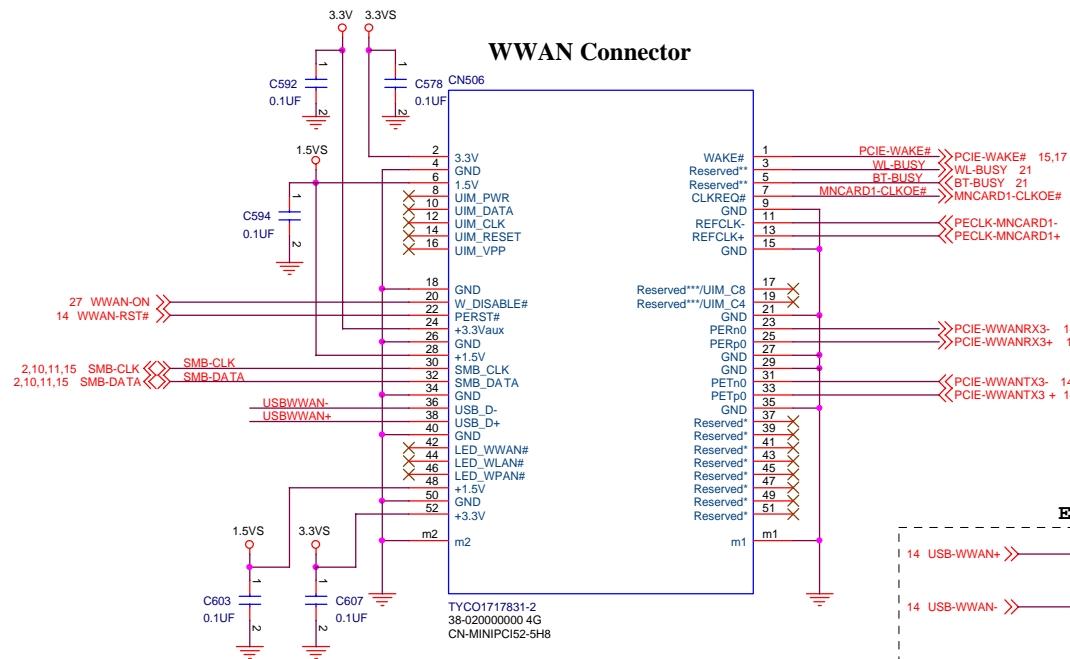 3.3V 3.3VS
WWAN Connector
C592
0.1UF
1
2
C578
0.1UF
1
2
CN506
1.5VS
C594
0.1UF
1
2
2 3.3V
4 GND
6 1.5V
8 UIM_PWR
10 UIM_DATA
12 UIM_CLK
14 UIM_RESET
16 UIM_VPP
18 GND
20 W_DISABLE#
22 PERST#
24 +3.3Vaux
26 GND
28 +1.5V
30 SMB_CLK
32 SMB_DATA
34 GND
36 USB_D-
38 USB_D+
40 GND
42 LED_WWAN#
44 LED_WLAN#
46 LED_WPAN#
48 +1.5V
50 GND
52 +3.3V
m2 m2
27 WWAN-ON
14 WWAN-RST#
2,10,11,15 SMB-CLK SMB-CLK
2,10,11,15 SMB-DATA SMB-DATA
USBWWAN-
USBWWAN+
WAKE# 1 PCIE-WAKE# PCIE-WAKE# 15,17
Reserved** 3 WL-BUSY WL-BUSY 21
Reserved** 5 BT-BUSY BT-BUSY 21
CLKREQ# 7 MNCARD1-CLKOE# MNCARD1-CLKOE#
GND 9
REFCLK- 11 PECLK-MNCARD1-
REFCLK+ 13 PECLK-MNCARD1+
GND 15
Reserved***/UIM_C8 17
Reserved***/UIM_C4 19
GND 21
PERn0 23 PCIE-WWANRX3-
PERp0 25 PCIE-WWANRX3+
GND 27
GND 29
PETn0 31 PCIE-WWANTX3- 14
PETp0 33 PCIE-WWANTX3 +
GND 35
Reserved* 37
Reserved* 39
Reserved* 41
Reserved* 43
Reserved* 45
Reserved* 47
Reserved* 49
Reserved* 51
m1 m1
1.5VS 3.3VS
C603
0.1UF
1
2
C607
0.1UF
1
2
TYCO1717831-2
38-020000000 4G
CN-MINIPCI52-5H8
E
14 USB-WWAN+
14 USB-WWAN-